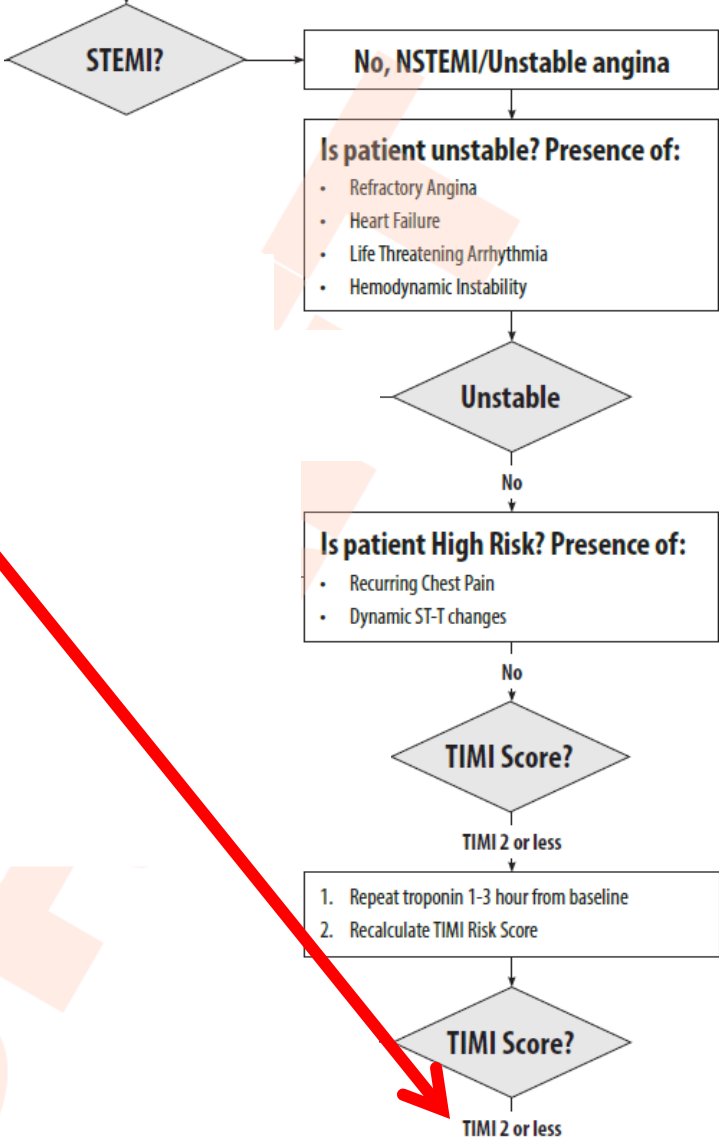 STEMI?
No, NSTEMI/Unstable angina
Is patient unstable? Presence of:
• Refractory Angina
• Heart Failure
• Life Threatening Arrhythmia
• Hemodynamic Instability
Unstable
No
Is patient High Risk? Presence of:
• Recurring Chest Pain
• Dynamic ST-T changes
No
TIMI Score?
TIMI 2 or less
1. Repeat troponin 1-3 hour from baseline
2. Recalculate TIMI Risk Score
TIMI Score?
TIMI 2 or less